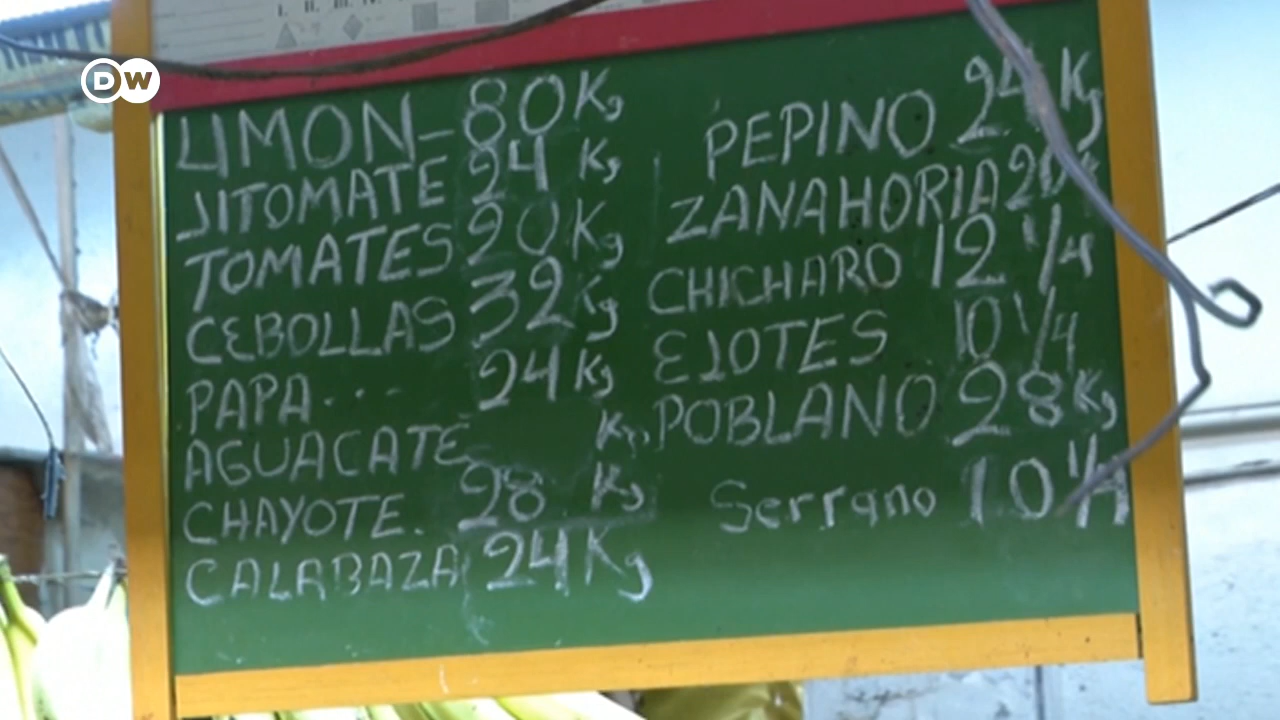 DW
LIMON - 80 Kg
JITOMATE 24 Kg
TOMATES 20 Kg
CEBOLLAS 32 Kg
PAPA... 24 Kg
AGUACATE Kg
CHAYOTE. 28 Kg
CALABAZA 24 Kg
PEPINO 24 Kg
ZANAHORIA 20
CHICHARO 12 1/4
EJOTES 10 1/4
POBLANO 28 Kg
Serrano 10 1/4